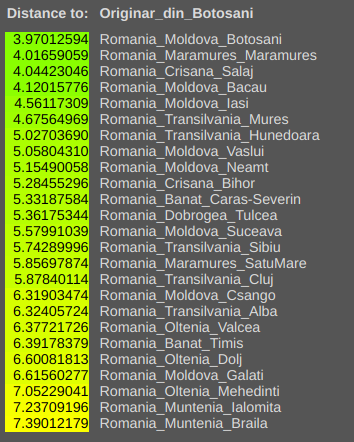 Distance to: Originar_din_Botosani
3.97012594 Romania_Moldova_Botosani
4.01659059 Romania_Maramures_Maramures
4.04423046 Romania_Crisana_Salaj
4.12015776 Romania_Moldova_Bacau
4.56117309 Romania_Moldova_Iasi
4.67564969 Romania_Transilvania_Mures
5.02703690 Romania_Transilvania_Hunedoara
5.05804310 Romania_Moldova_Vaslui
5.15490058 Romania_Moldova_Neamt
5.28455296 Romania_Crisana_Bihor
5.33187584 Romania_Banat_Caras-Severin
5.36175344 Romania_Dobrogea_Tulcea
5.57991039 Romania_Moldova_Suceava
5.74289996 Romania_Transilvania_Sibiu
5.85697874 Romania_Maramures_SatuMare
5.87840114 Romania_Transilvania_Cluj
6.31903474 Romania_Moldova_Csango
6.32405724 Romania_Transilvania_Alba
6.37721726 Romania_Oltenia_Valcea
6.39178379 Romania_Banat_Timis
6.60081813 Romania_Oltenia_Dolj
6.61560277 Romania_Moldova_Galati
7.05229041 Romania_Oltenia_Mehedinti
7.23709196 Romania_Muntenia_Ialomita
7.39012179 Romania_Muntenia_Braila